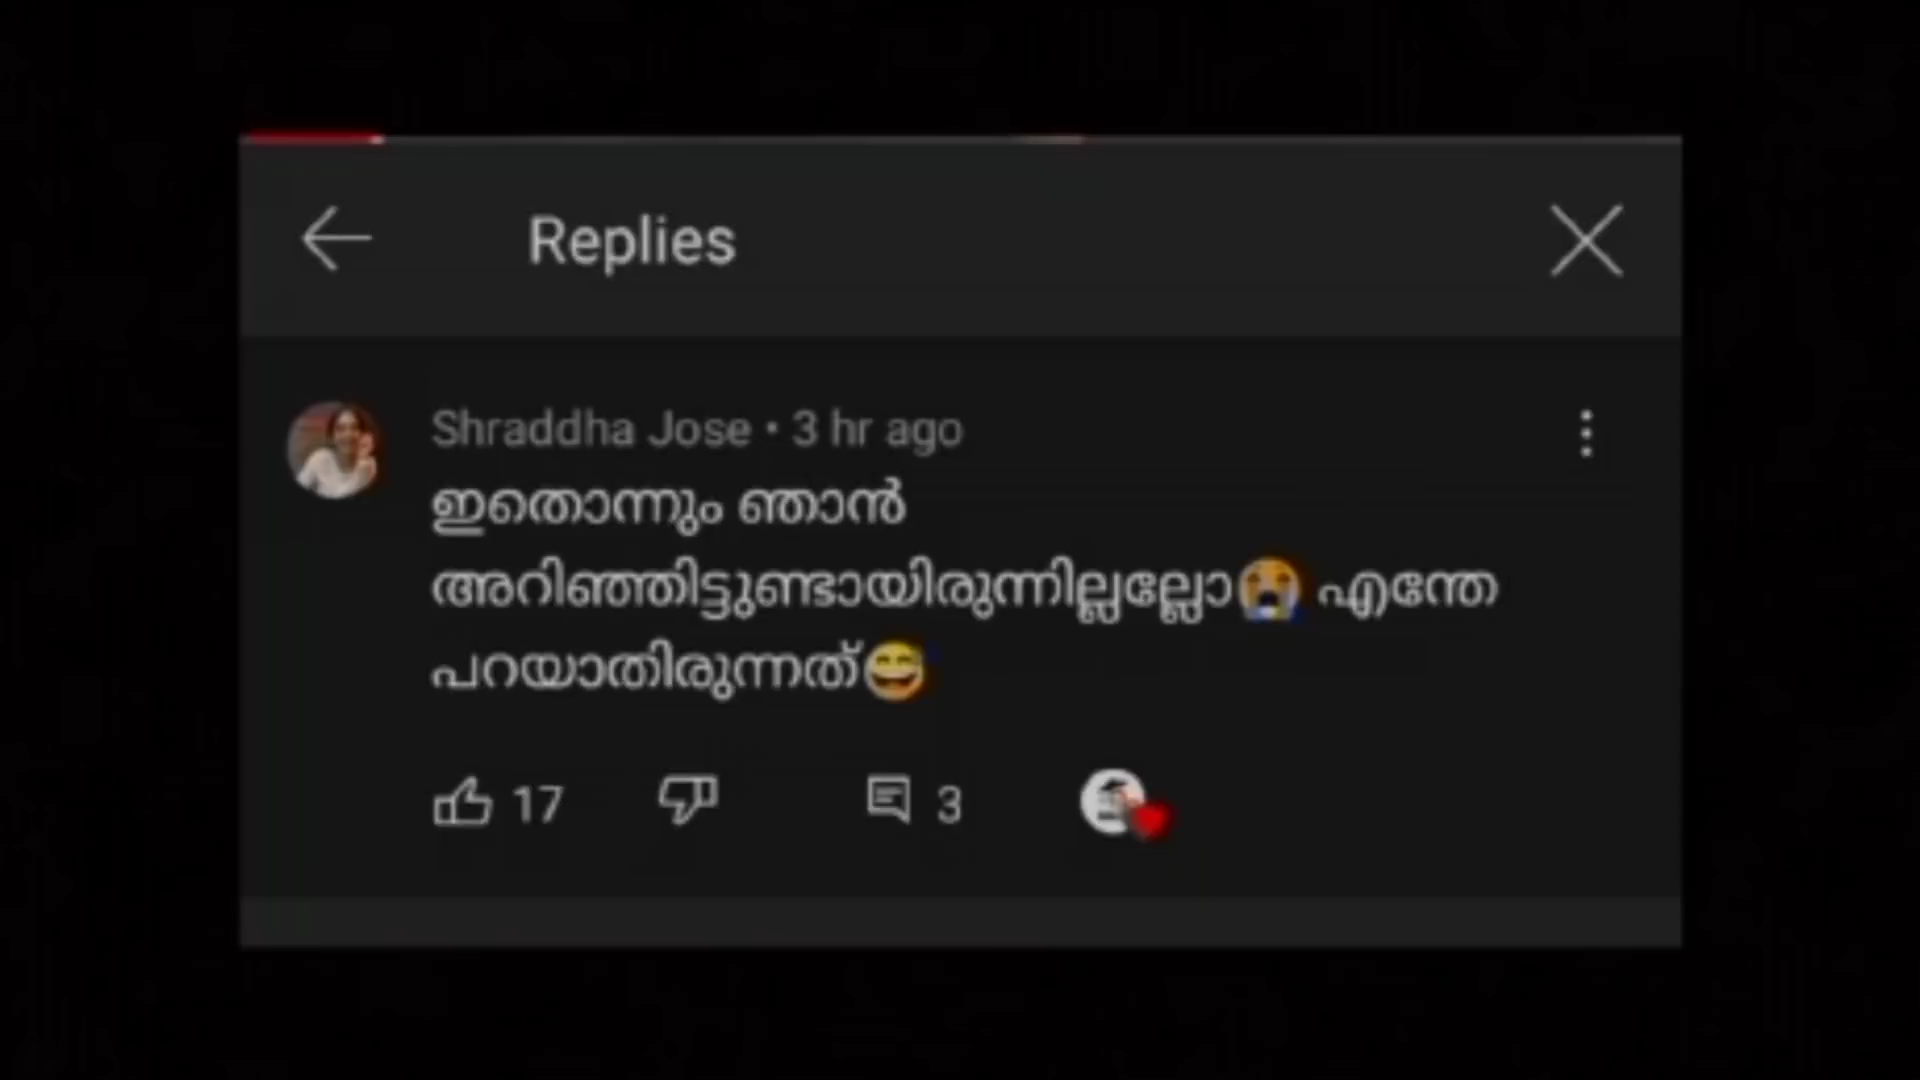 Replies
Shraddha Jose • 3 hr ago
ഇതൊന്നും ഞാൻ
അറിഞ്ഞിട്ടുണ്ടായിരുന്നില്ലല്ലോ😭 എന്തേ
പറയാതിരുന്നത്😅
17 3